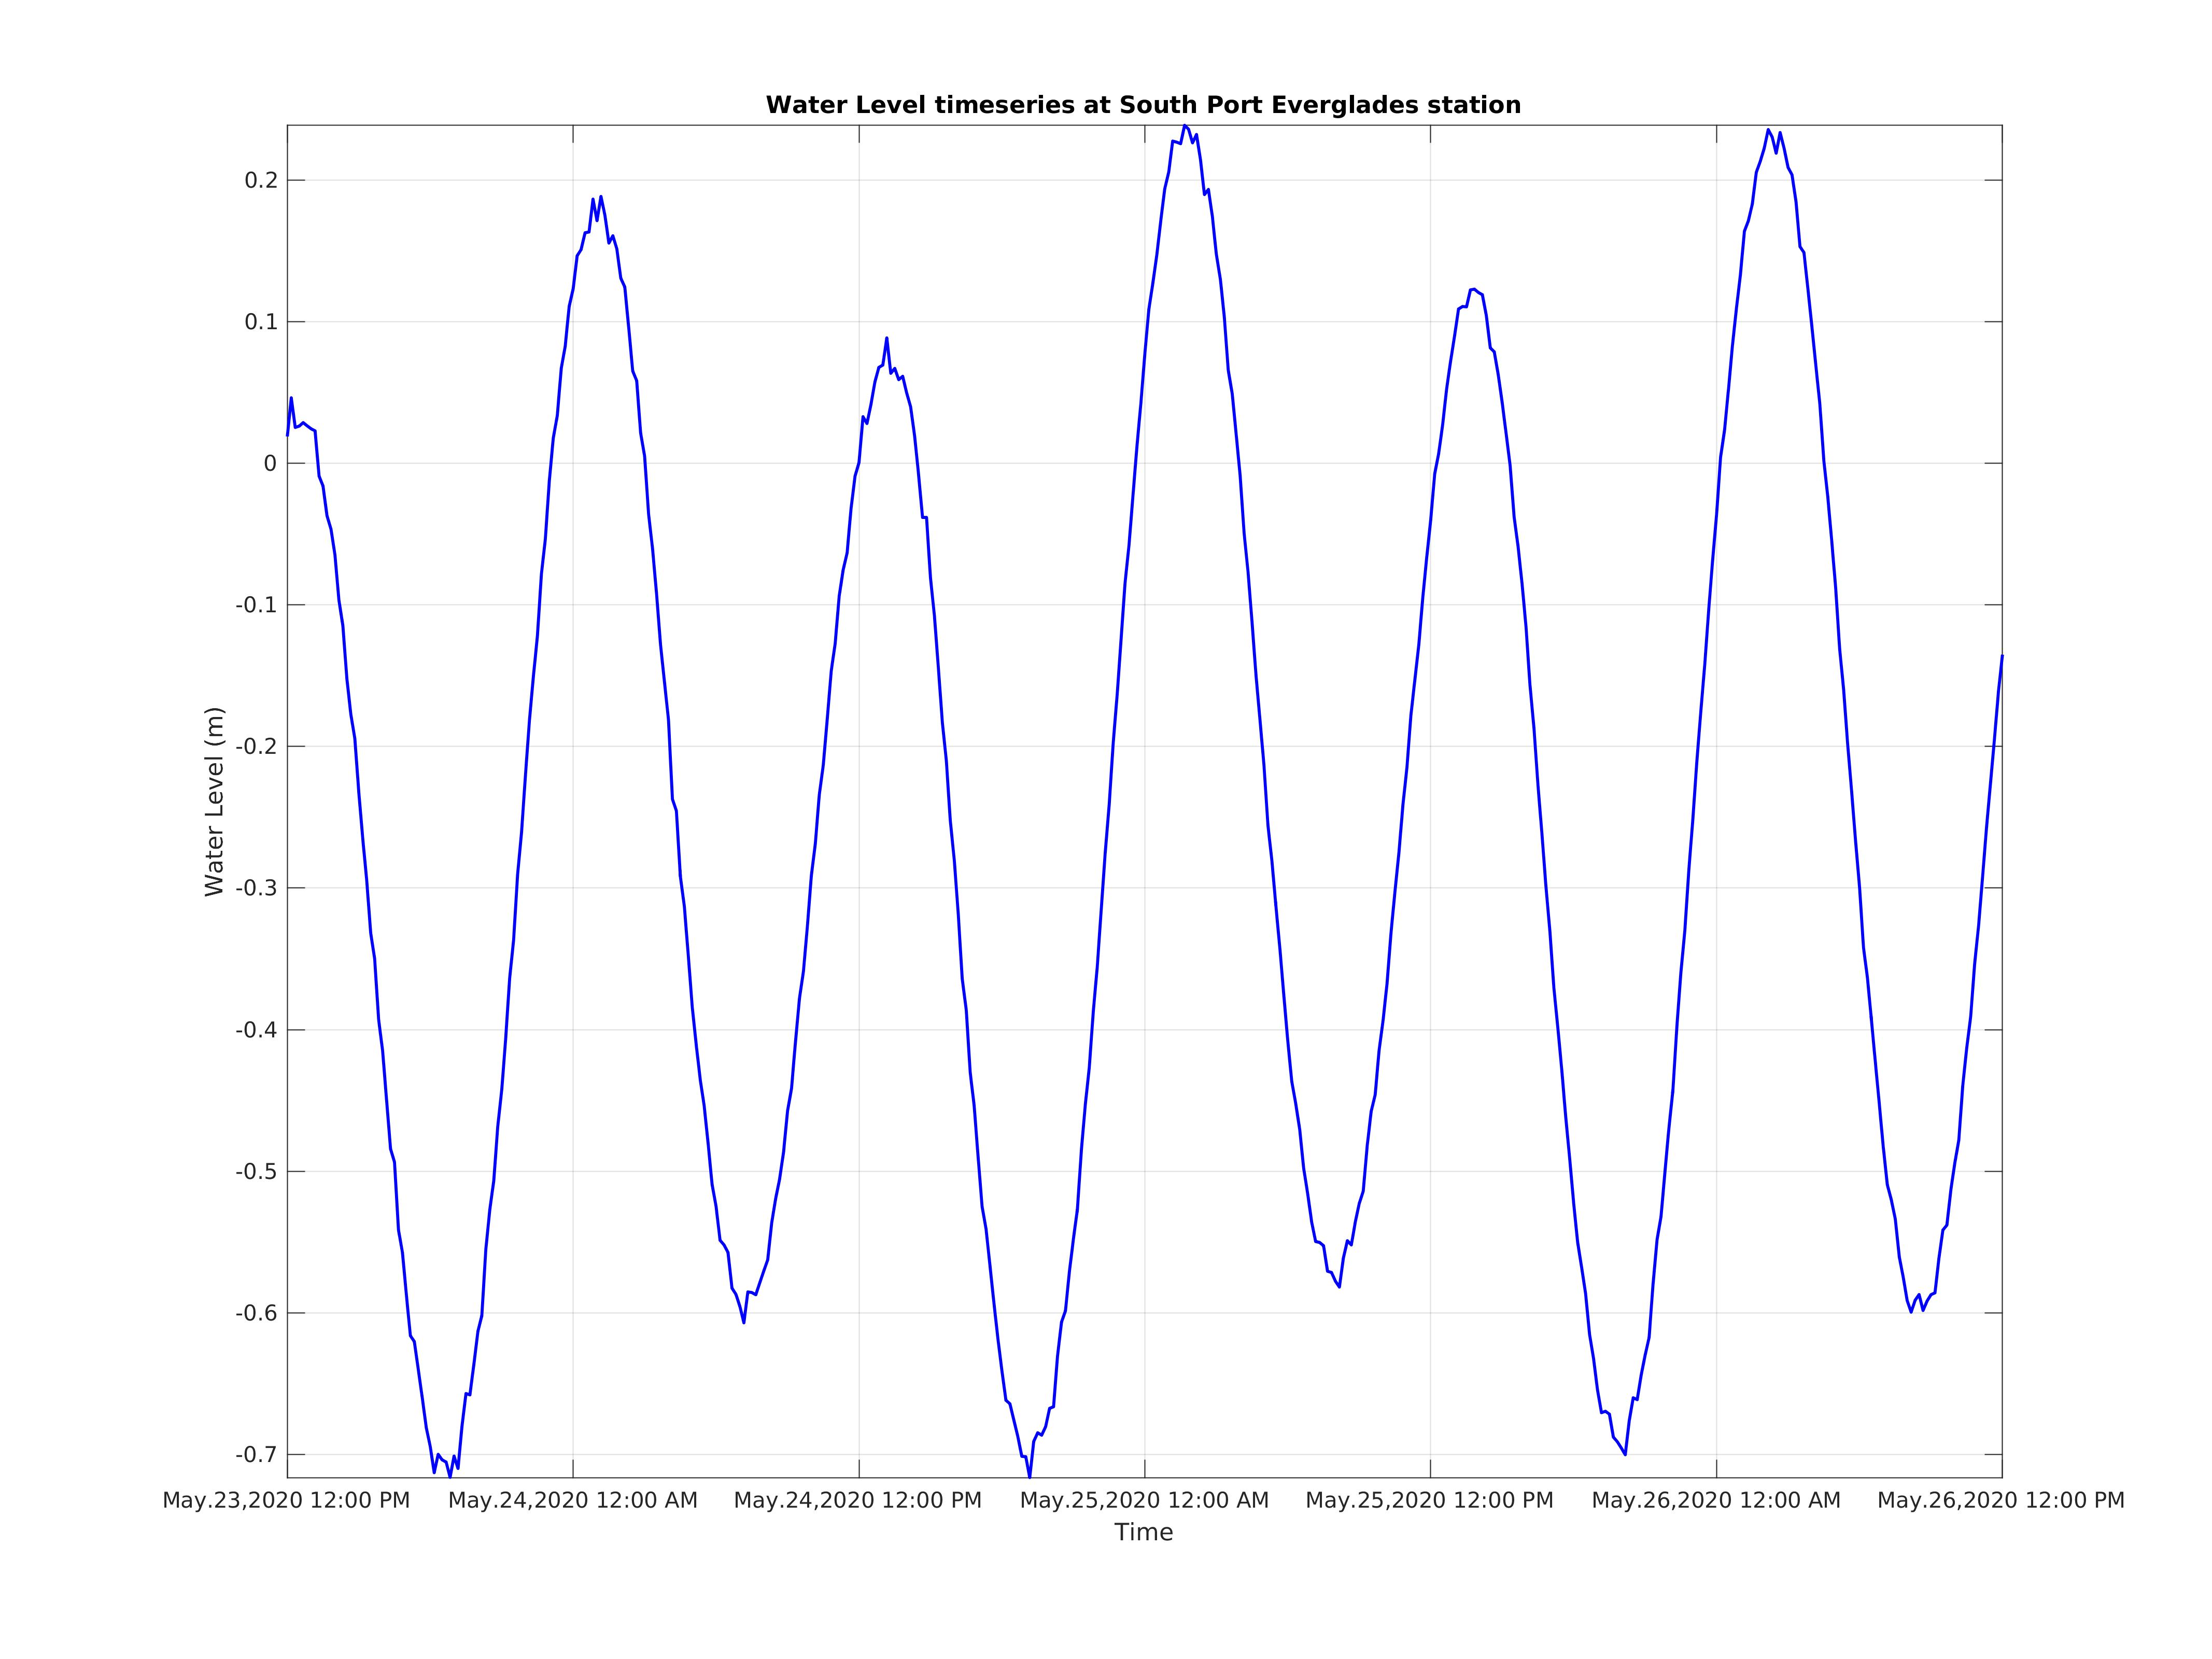 Water Level timeseries at South Port Everglades station
0.2
0.1
0
-0.1
-0.2
-0.3
-0.4
-0.5
-0.6
-0.7
Water Level (m)
May.23,2020 12:00 PM
May.24,2020 12:00 AM
May.24,2020 12:00 PM
May.25,2020 12:00 AM
May.25,2020 12:00 PM
May.26,2020 12:00 AM
May.26,2020 12:00 PM
Time